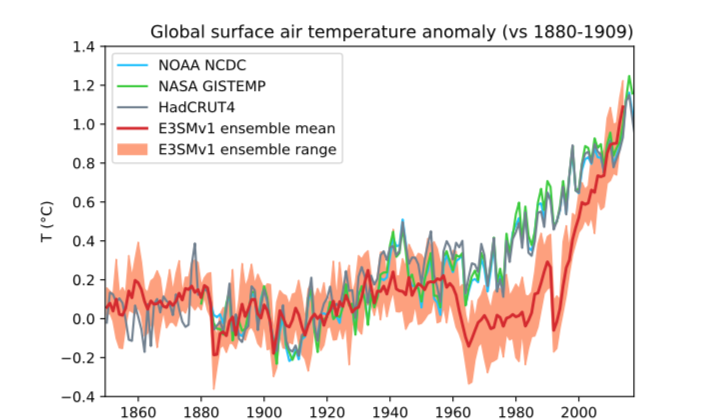 Global surface air temperature anomaly (vs 1880-1909)
NOAA NCDC
NASA GISTEMP
HadCRUT4
E3SMv1 ensemble mean
E3SMv1 ensemble range
T (°C)
1.4
1.2
1.0
0.8
0.6
0.4
0.2
0.0
−0.2
−0.4
1860 1880 1900 1920 1940 1960 1980 2000